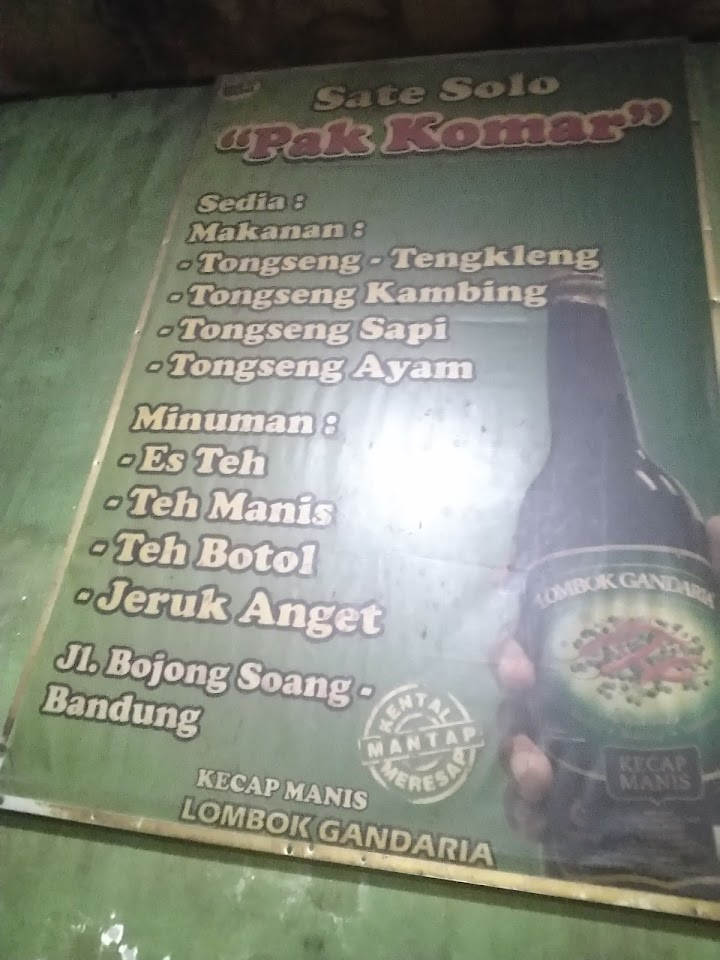 Sate Solo
"Pak Komar"
Sedia :
Makanan :
- Tongseng - Tengkleng
- Tongseng Kambing
- Tongseng Sapi
- Tongseng Ayam
Minuman :
- Es Teh
- Teh Manis
- Teh Botol
- Jeruk Anget
Jl. Bojong Soang -
Bandung
KENTAL
MANTAP
MERESAP
KECAP MANIS
LOMBOK GANDARIA
LOMBOK GANDARIA
KECAP
MANIS